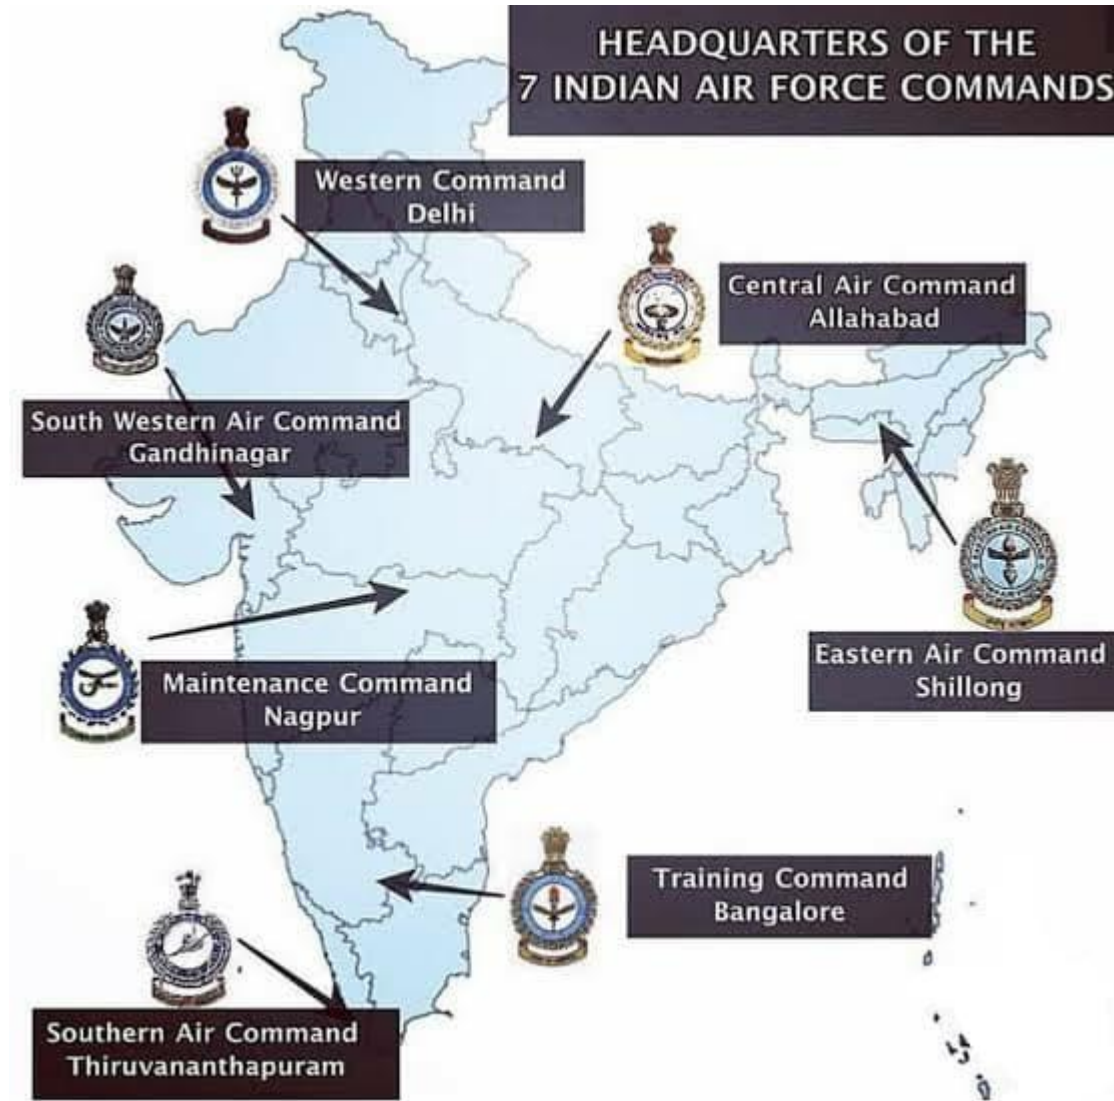 HEADQUARTERS OF THE
7 INDIAN AIR FORCE COMMANDS
Western Command
Delhi
Central Air Command
Allahabad
South Western Air Command
Gandhinagar
Eastern Air Command
Shillong
Maintenance Command
Nagpur
Training Command
Bangalore
Southern Air Command
Thiruvananthapuram